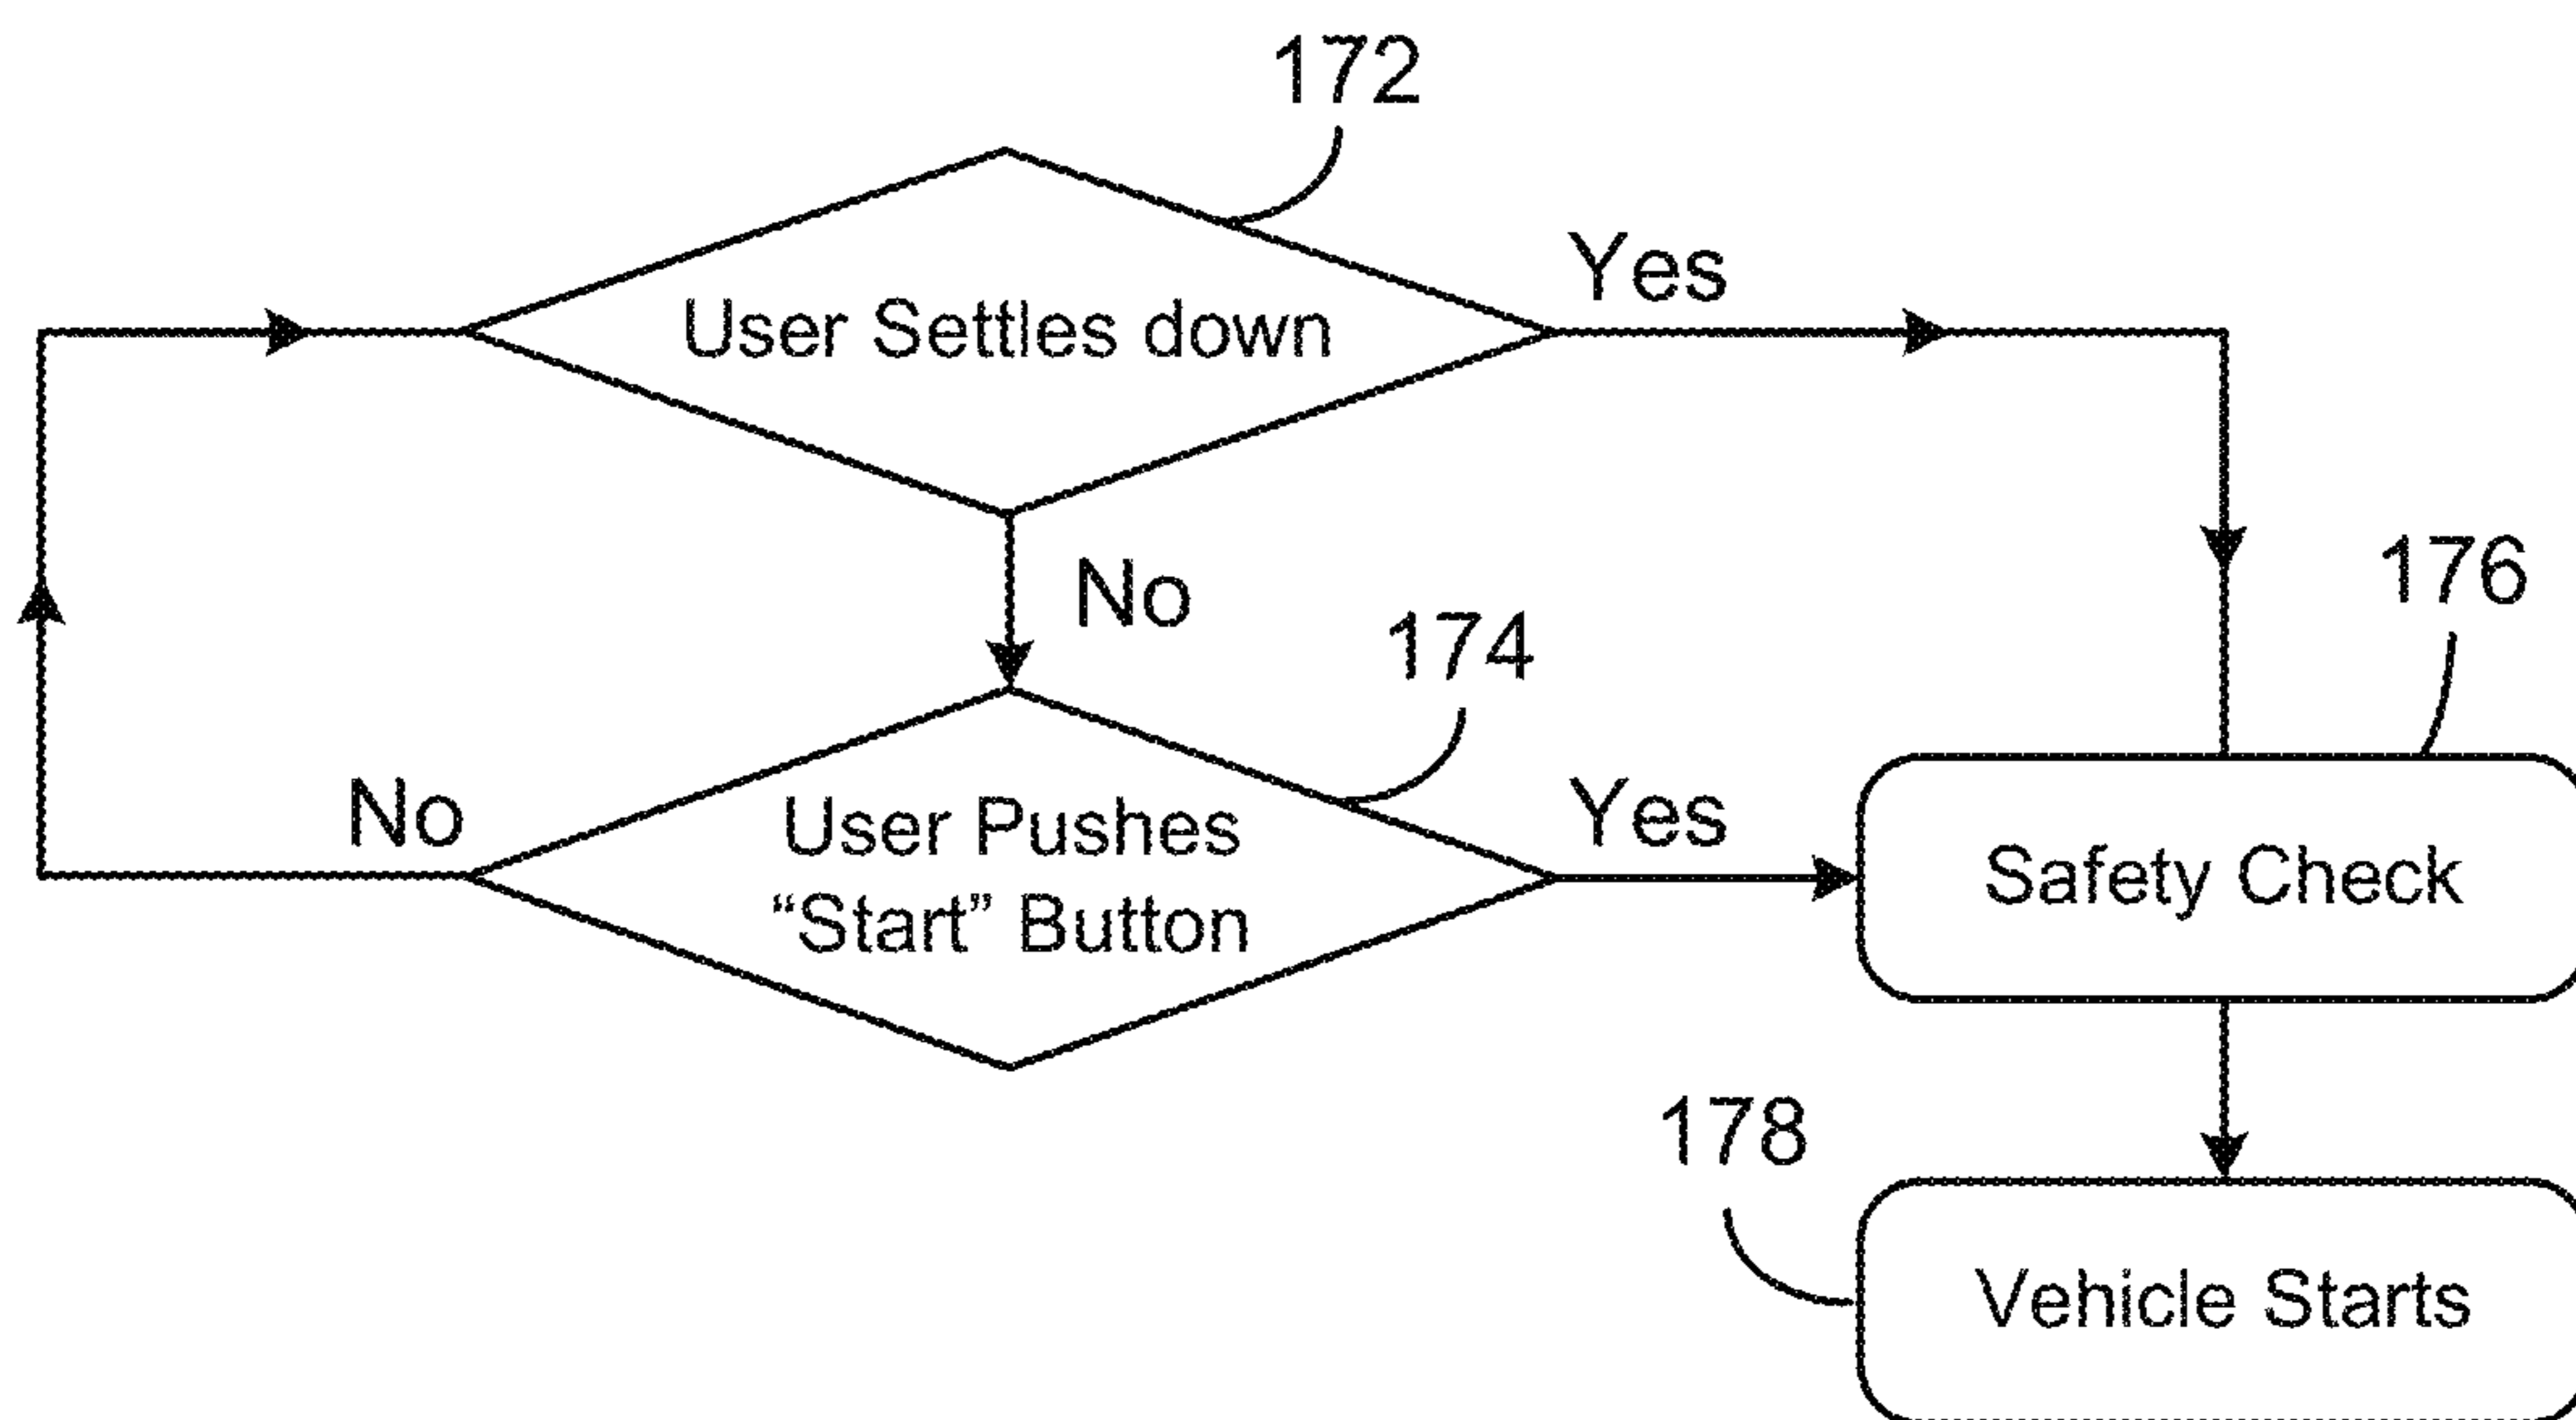 172
Yes
User Settles down
No
176
174
No
User Pushes
“Start” Button
Yes
Safety Check
178
Vehicle Starts